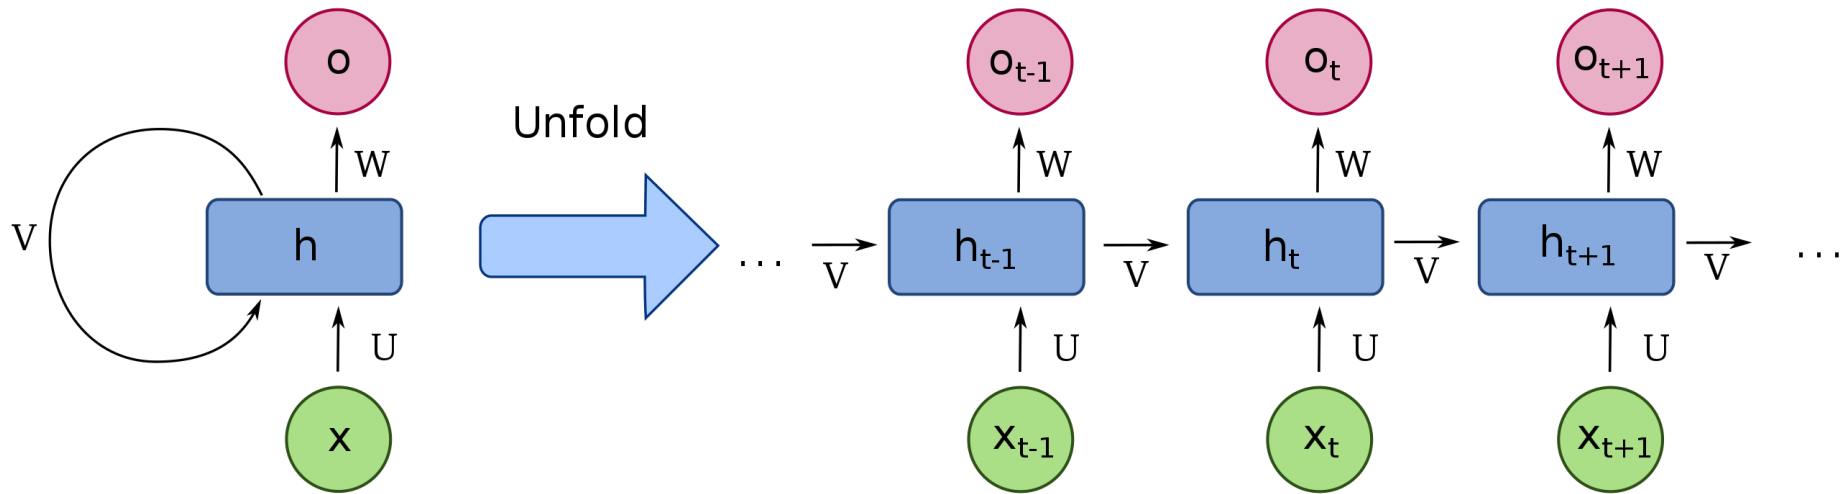 o
o_{t-1}
o_t
o_{t+1}
Unfold
W
W
W
W
V
h
...
V
h_{t-1}
V
h_t
V
h_{t+1}
V
...
U
U
U
U
x
x_{t-1}
x_t
x_{t+1}